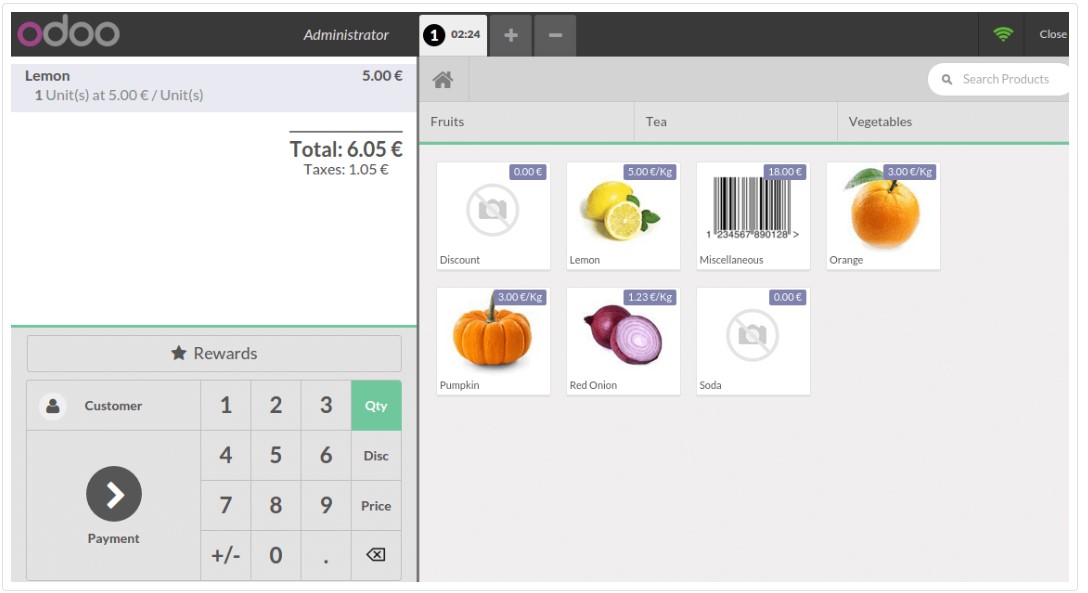 odoo
Administrator
1 02:24
+
−
Close
Lemon 5.00 €
1 Unit(s) at 5.00 € / Unit(s)
Total: 6.05 €
Taxes: 1.05 €
Rewards
Customer
1 2 3 Qty
4 5 6 Disc
7 8 9 Price
+/- 0 .
Payment
Search Products
Fruits Tea Vegetables
0.00 €
Discount
5.00 €/Kg
Lemon
18.00 €
1 234567 890128 >
Miscellaneous
3.00 €/Kg
Orange
3.00 €/Kg
Pumpkin
1.23 €/Kg
Red Onion
0.00 €
Soda